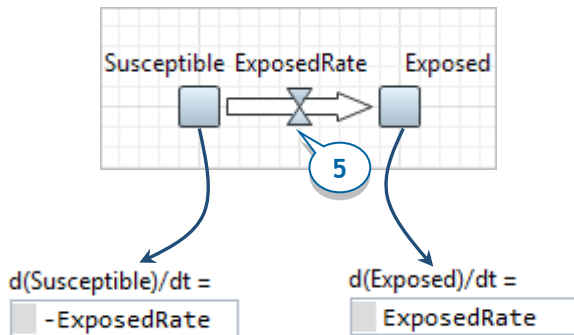 Susceptible ExposedRate Exposed
5
d(Susceptible)/dt = d(Exposed)/dt =
-ExposedRate ExposedRate